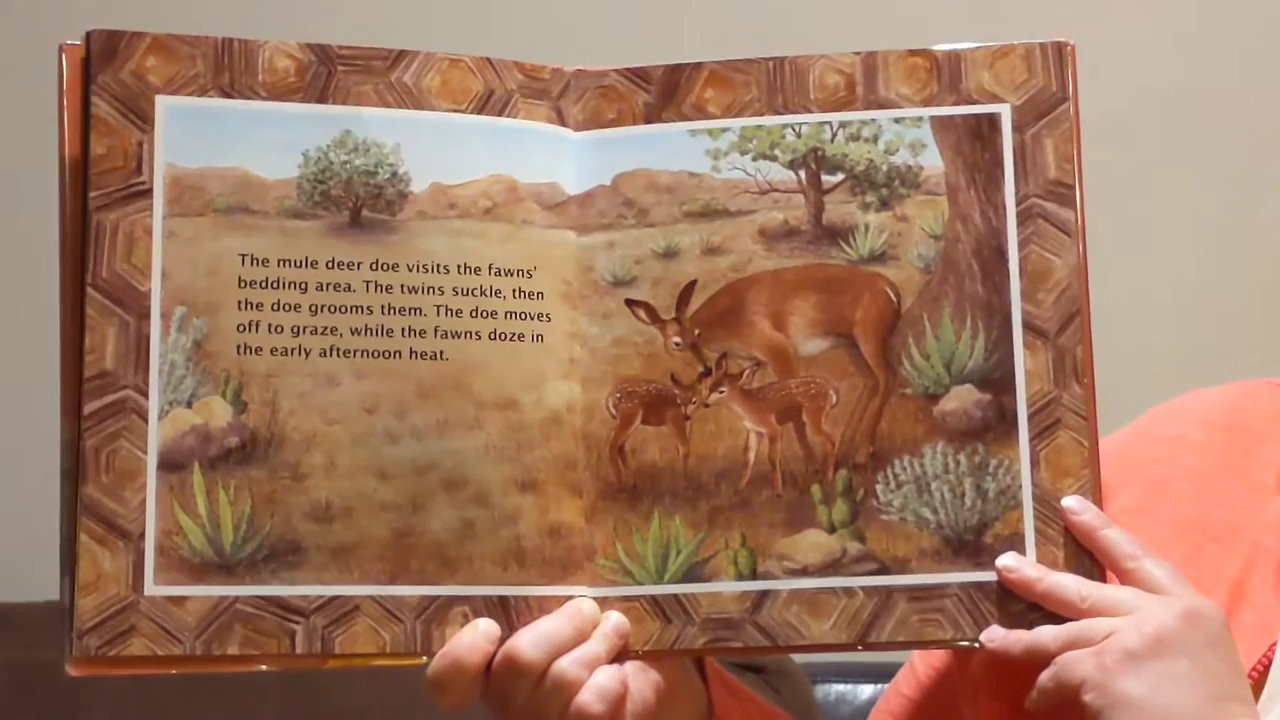 The mule deer doe visits the fawns'
bedding area. The twins suckle, then
the doe grooms them. The doe moves
off to graze, while the fawns doze in
the early afternoon heat.